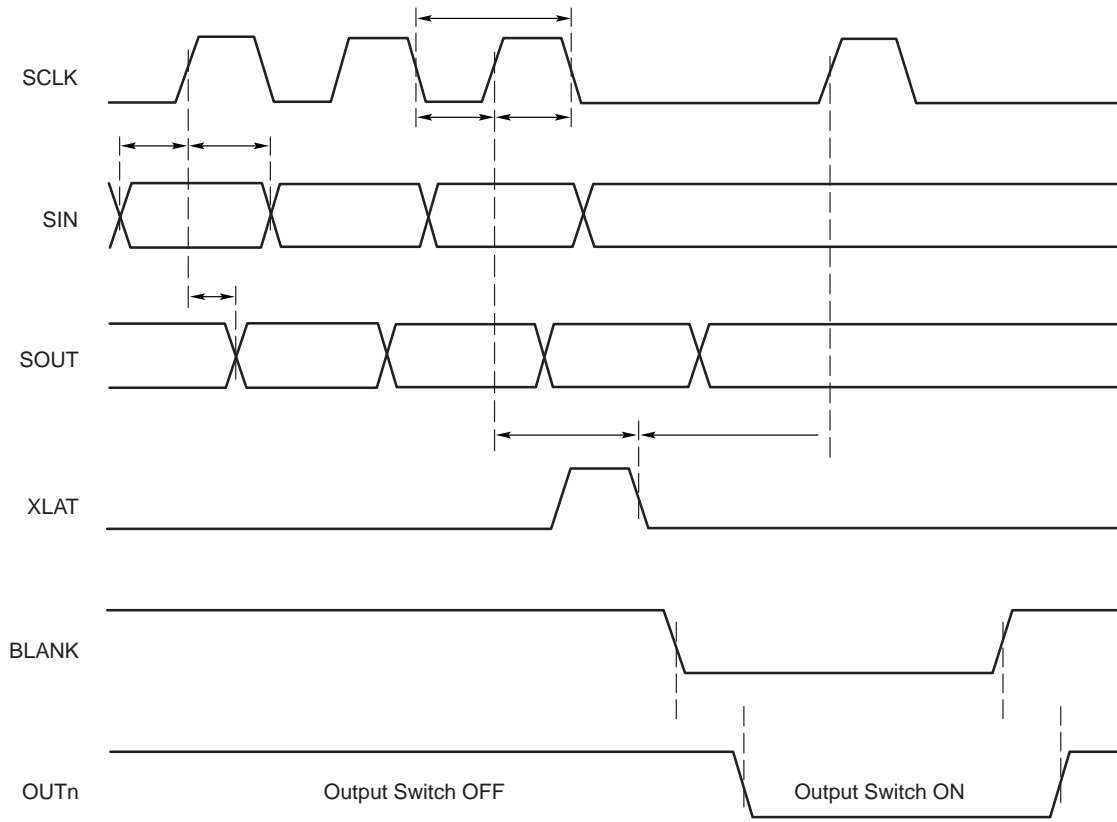 SCLK
SIN
SOUT
XLAT
BLANK
OUTn
Output Switch OFF
Output Switch ON